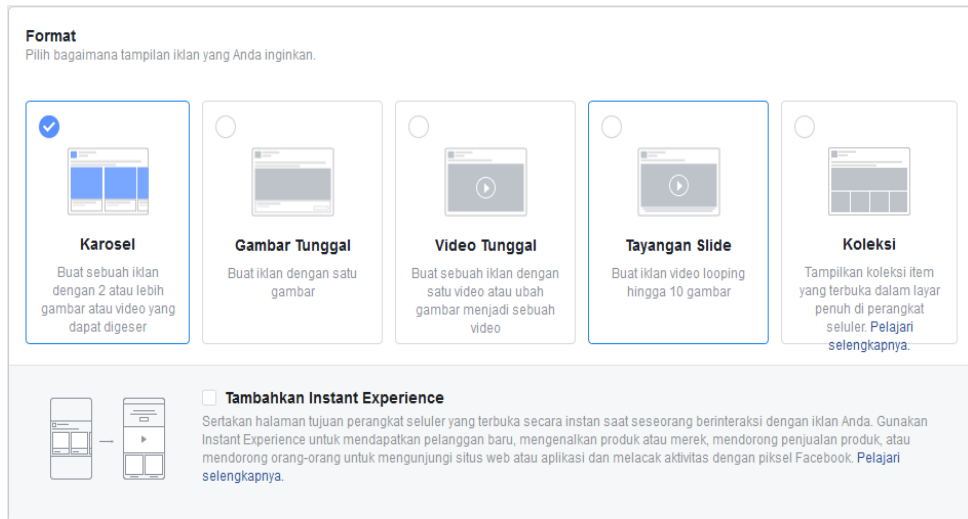 Format
Pilih bagaimana tampilan iklan yang Anda inginkan.
Karosel
Buat sebuah iklan
dengan 2 atau lebih
gambar atau video yang
dapat digeser
Gambar Tunggal
Buat iklan dengan satu
gambar
Video Tunggal
Buat sebuah iklan dengan
satu video atau ubah
gambar menjadi sebuah
video
Tayangan Slide
Buat iklan video looping
hingga 10 gambar
Koleksi
Tampilkan koleksi item
yang terbuka dalam layar
penuh di perangkat
seluler. Pelajari
selengkapnya.
Tambahkan Instant Experience
Sertakan halaman tujuan perangkat seluler yang terbuka secara instan saat seseorang berinteraksi dengan iklan Anda. Gunakan
Instant Experience untuk mendapatkan pelanggan baru, mengenalkan produk atau merek, mendorong penjualan produk, atau
mendorong orang-orang untuk mengunjungi situs web atau aplikasi dan melacak aktivitas dengan piksel Facebook. Pelajari
selengkapnya.